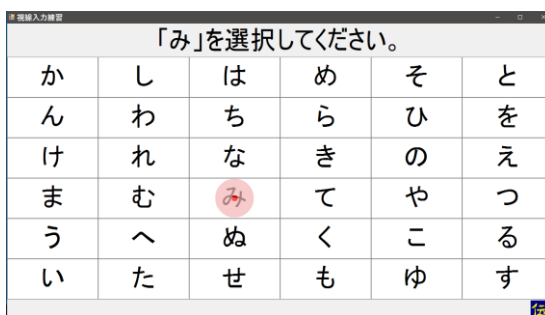 視線入力練習
「み」を選択してください。
か し は め そ と
ん わ ち ら ひ を
け れ な き の え
ま む み て や つ
う へ ぬ く こ る
い た せ も ゆ す
伝